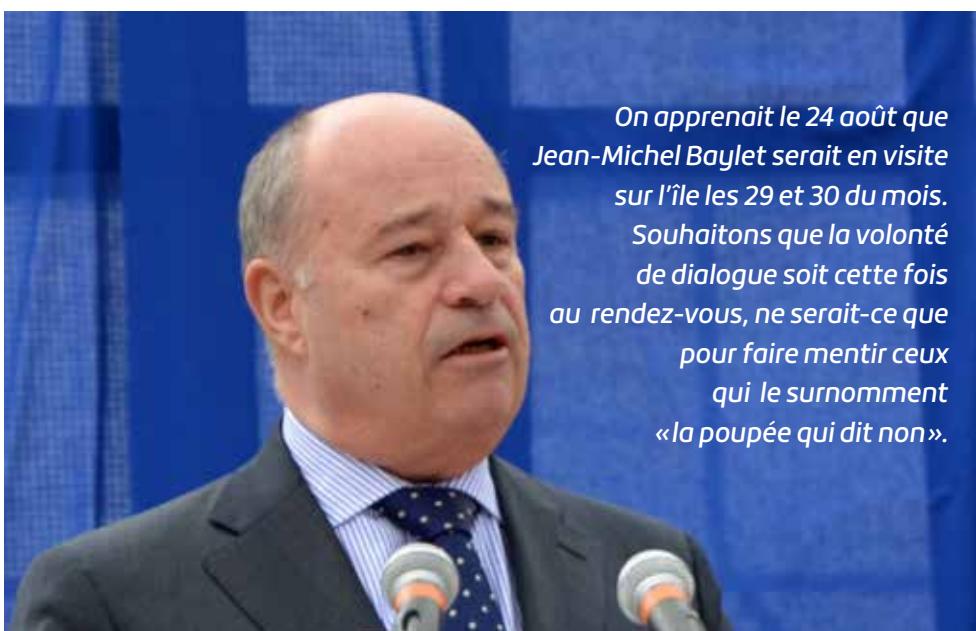 On apprenait le 24 août que
Jean-Michel Baylet serait en visite
sur l’île les 29 et 30 du mois.
Souhaitons que la volonté
de dialogue soit cette fois
au rendez-vous, ne serait-ce que
pour faire mentir ceux
qui le surnomment
«la poupée qui dit non».